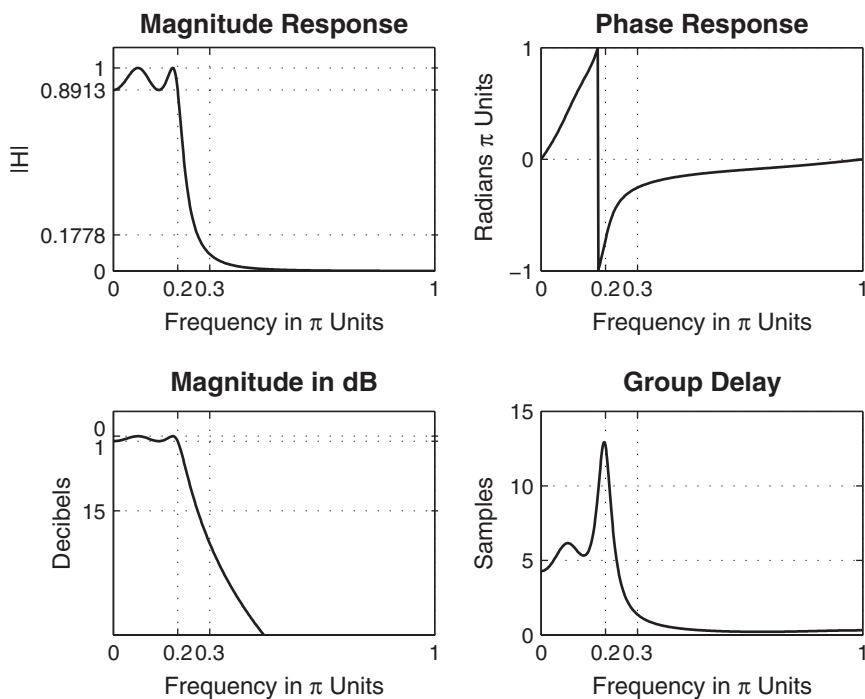 Magnitude Response
|H|
1
0.8913
0.1778
0
0 0.2 0.3 1
Frequency in π Units
Phase Response
Radians π Units
1
0
−1
0 0.2 0.3 1
Frequency in π Units
Magnitude in dB
Decibels
0
1
15
0 0.2 0.3 1
Frequency in π Units
Group Delay
Samples
15
10
5
0
0 0.2 0.3 1
Frequency in π Units